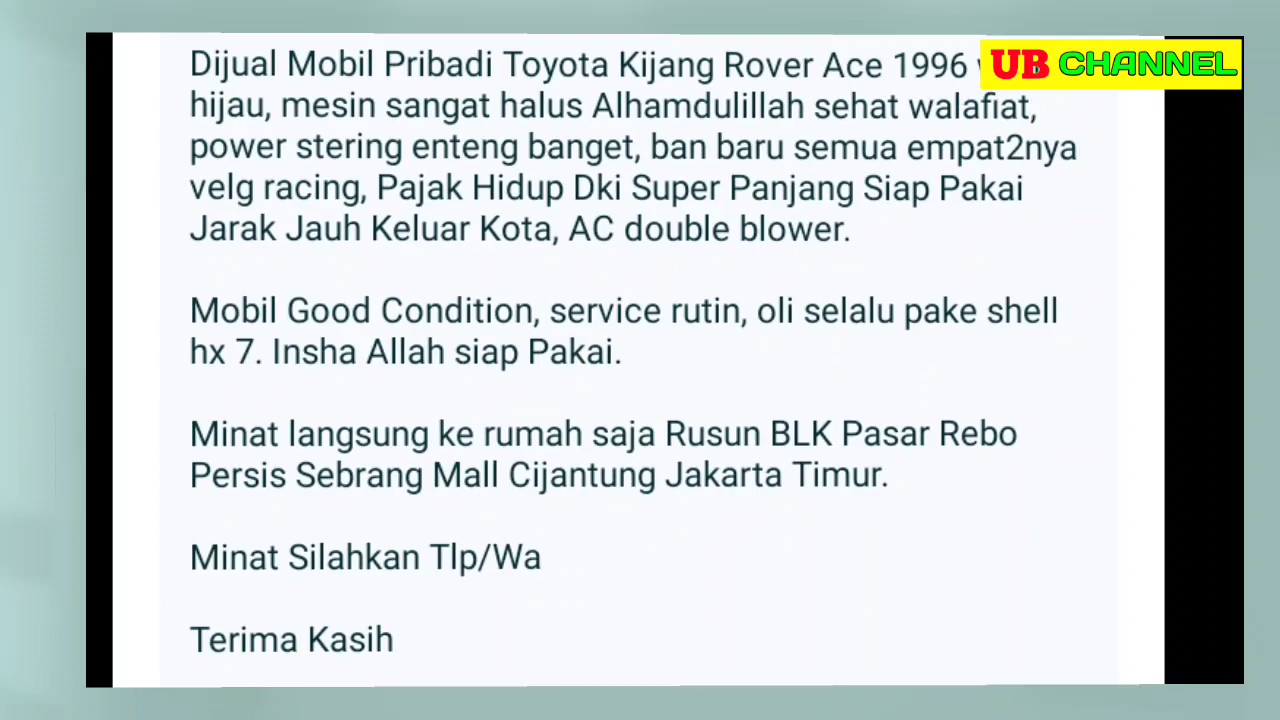 Dijual Mobil Pribadi Toyota Kijang Rover Ace 1996
UB CHANNEL
hijau, mesin sangat halus Alhamdulillah sehat walafiat,
power stering enteng banget, ban baru semua empat2nya
velg racing, Pajak Hidup Dki Super Panjang Siap Pakai
Jarak Jauh Keluar Kota, AC double blower.
Mobil Good Condition, service rutin, oli selalu pake shell
hx 7. Insha Allah siap Pakai.
Minat langsung ke rumah saja Rusun BLK Pasar Rebo
Persis Sebrang Mall Cijantung Jakarta Timur.
Minat Silahkan Tlp/Wa
Terima Kasih